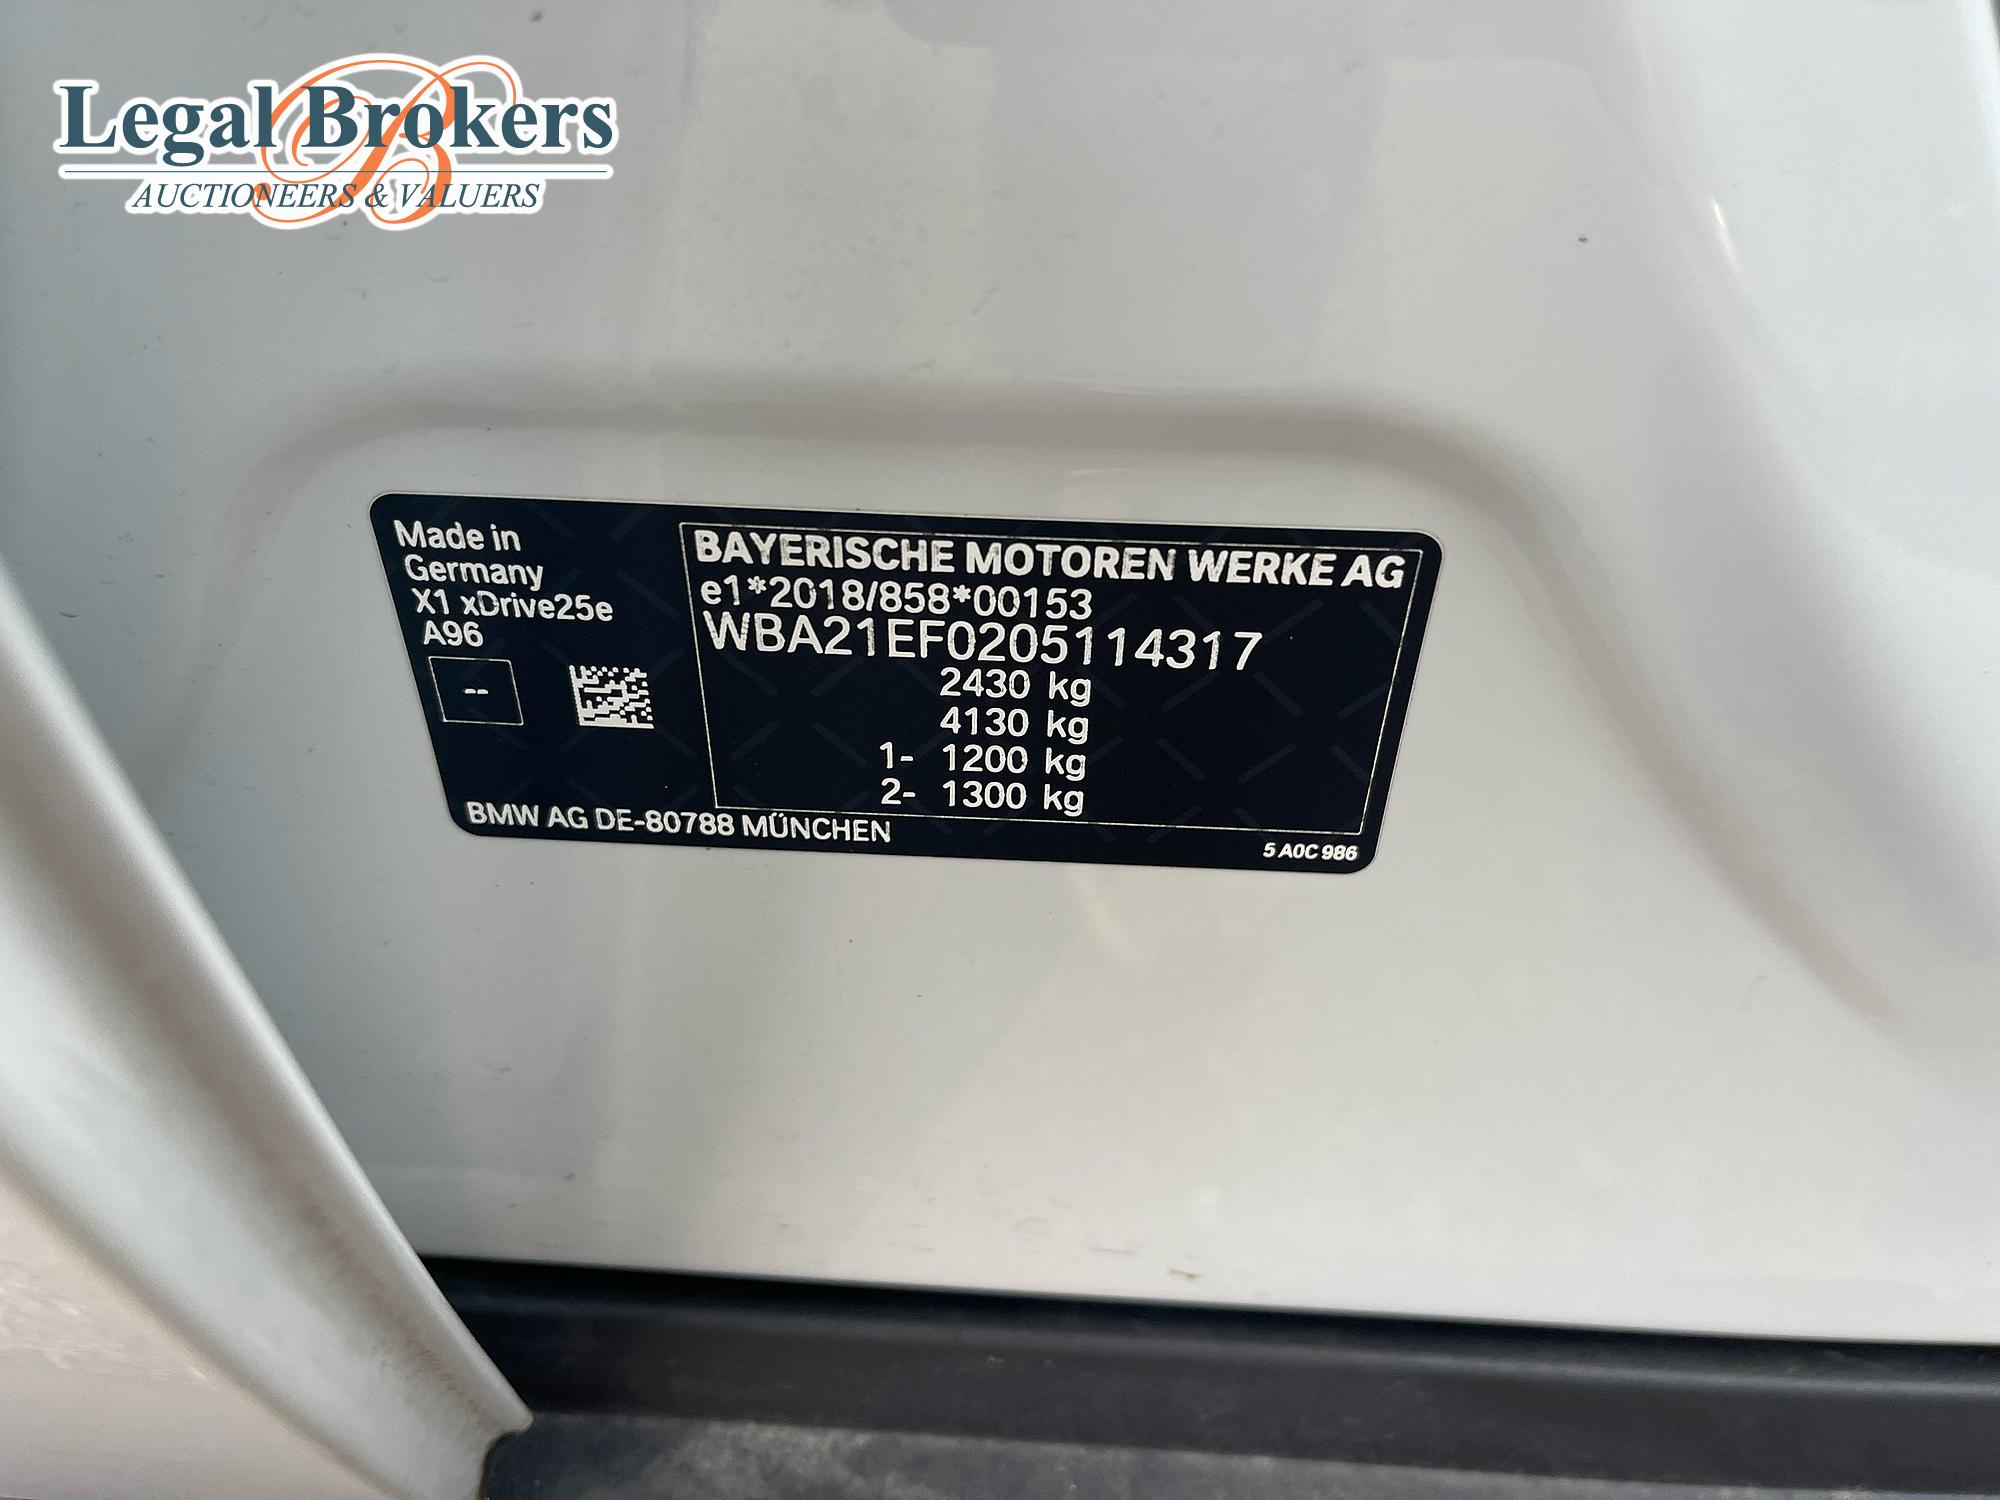 Legal Brokers
AUCTIONEERS & VALUERS
Made in
Germany
X1 xDrive25e
A96
--
BAYERISCHE MOTOREN WERKE AG
e1*2018/858*00153
WBA21EF0205114317
2430 kg
4130 kg
1- 1200 kg
2- 1300 kg
BMW AG DE-80788 MÜNCHEN
5 A0C 986